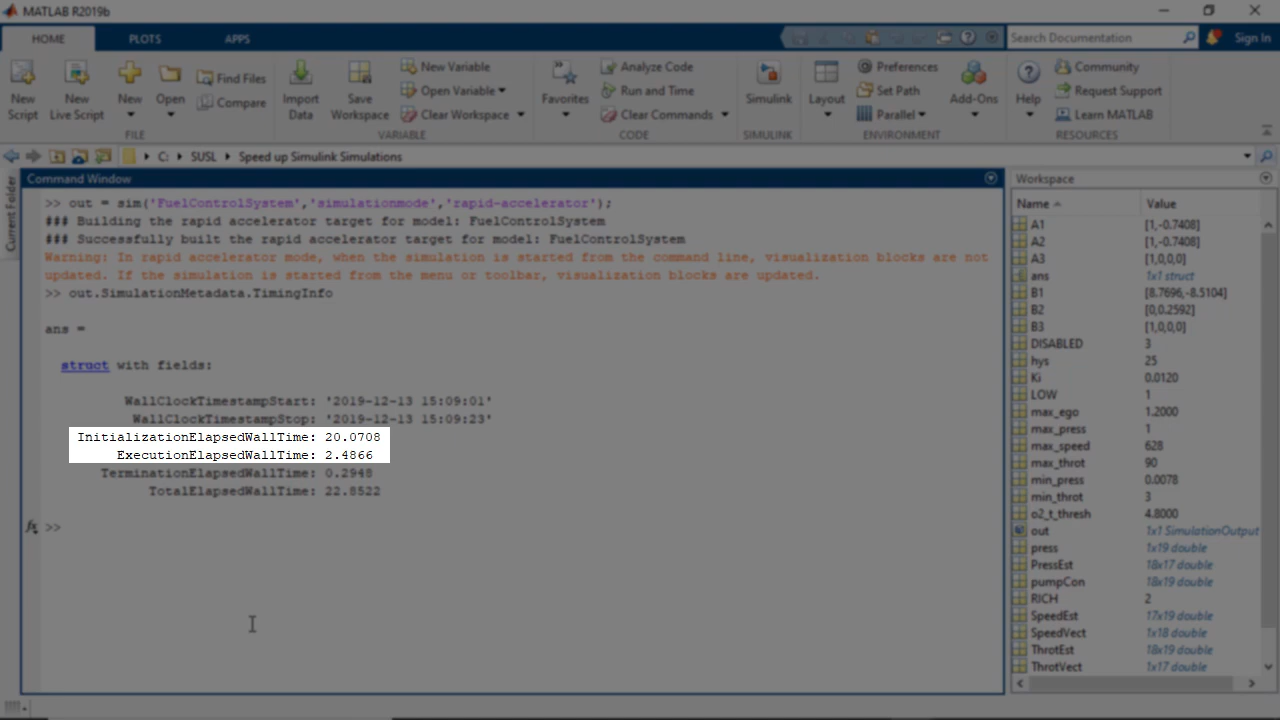 MATLAB R2019b
HOME PLOTS APPS
Search Documentation
Sign In
New Script
New Live Script
New
Open
Find Files
Compare
Import Data
Save Workspace
New Variable
Open Variable
Clear Workspace
Favorites
Analyze Code
Run and Time
Clear Commands
Simulink
Layout
Preferences
Set Path
Parallel
Add-Ons
Help
Community
Request Support
Learn MATLAB
FILE VARIABLE CODE SIMULINK ENVIRONMENT RESOURCES
C: SUSL Speed up Simulink Simulations
Current Folder
Command Window
>> out = sim('FuelControlSystem','simulationmode','rapid-accelerator');
### Building the rapid accelerator target for model: FuelControlSystem
### Successfully built the rapid accelerator target for model: FuelControlSystem
Warning: In rapid accelerator mode, when the simulation is started from the command line, visualization blocks are not
updated. If the simulation is started from the menu or toolbar, visualization blocks are updated.
>> out.SimulationMetadata.TimingInfo
ans =
struct with fields:
WallClockTimestampStart: '2019-12-13 15:09:01'
WallClockTimestampStop: '2019-12-13 15:09:23'
InitializationElapsedWallTime: 20.0708
ExecutionElapsedWallTime: 2.4866
TerminationElapsedWallTime: 0.2948
TotalElapsedWallTime: 22.8522
fx >>
Workspace
Name Value
A1 [1,-0.7408]
A2 [1,-0.7408]
A3 [1,0,0,0]
ans 1x1 struct
B1 [8.7696,-8.5104]
B2 [0,0.2592]
B3 [1,0,0,0]
DISABLED 3
hys 25
Ki 0.0120
LOW 1
max_ego 1.2000
max_press 1
max_speed 628
max_throt 90
min_press 0.0078
min_throt 3
o2_t_thresh 4.8000
out 1x1 SimulationOutput
press 1x19 double
PressEst 18x17 double
pumpCon 18x19 double
RICH 2
SpeedEst 17x19 double
SpeedVect 1x18 double
ThrotEst 18x19 double
ThrotVect 1x17 double